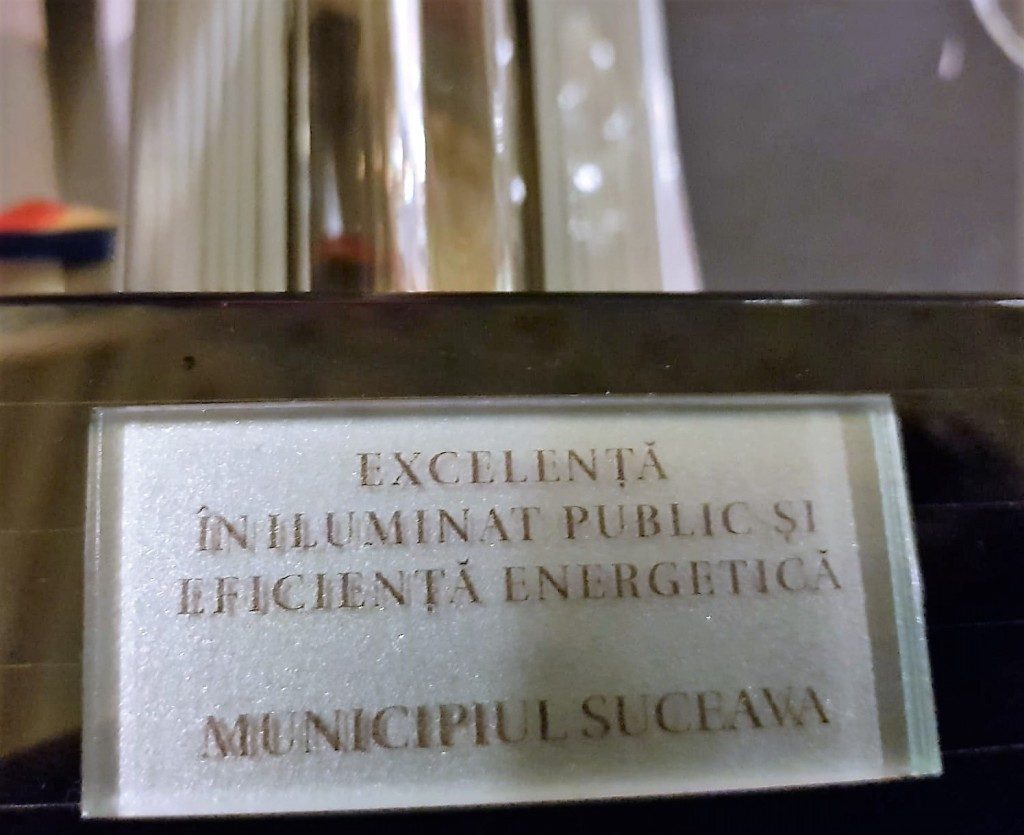 EXCELENȚĂ
ÎN ILUMINAT PUBLIC ȘI
EFICIENȚĂ ENERGETICĂ
MUNICIPIUL SUCEAVA